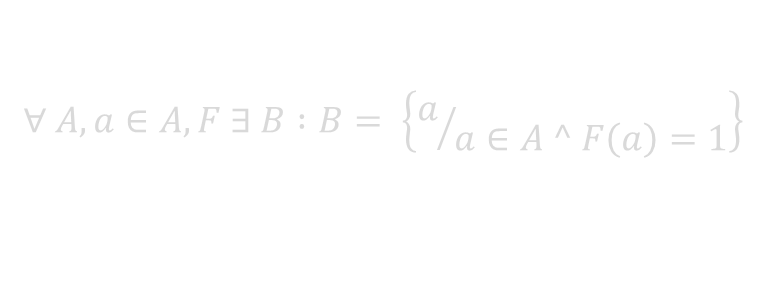 ∀ A, a ∈ A, F ∃ B : B = {a/a ∈ A ^ F(a) = 1}